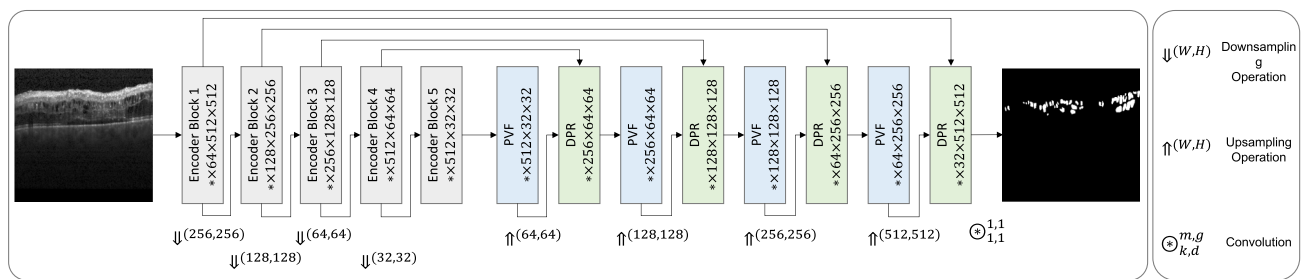 Encoder Block 1
∗×64×512×512
Encoder Block 2
∗×128×256×256
Encoder Block 3
∗×256×128×128
Encoder Block 4
∗×512×64×64
Encoder Block 5
∗×512×32×32
PVF
∗×512×32×32
DPR
∗×256×64×64
PVF
∗×256×64×64
DPR
∗×128×128×128
PVF
∗×128×128×128
DPR
∗×64×256×256
PVF
∗×64×256×256
DPR
∗×32×512×512
⇓(256,256)
⇓(128,128)
⇓(64,64)
⇓(32,32)
⇑(64,64)
⇑(128,128)
⇑(256,256)
⇑(512,512)
⊛1,1
1,1
⇓(W,H)
Downsamplin
g
Operation
⇑(W,H)
Upsampling
Operation
⊛m,g
k,d
Convolution